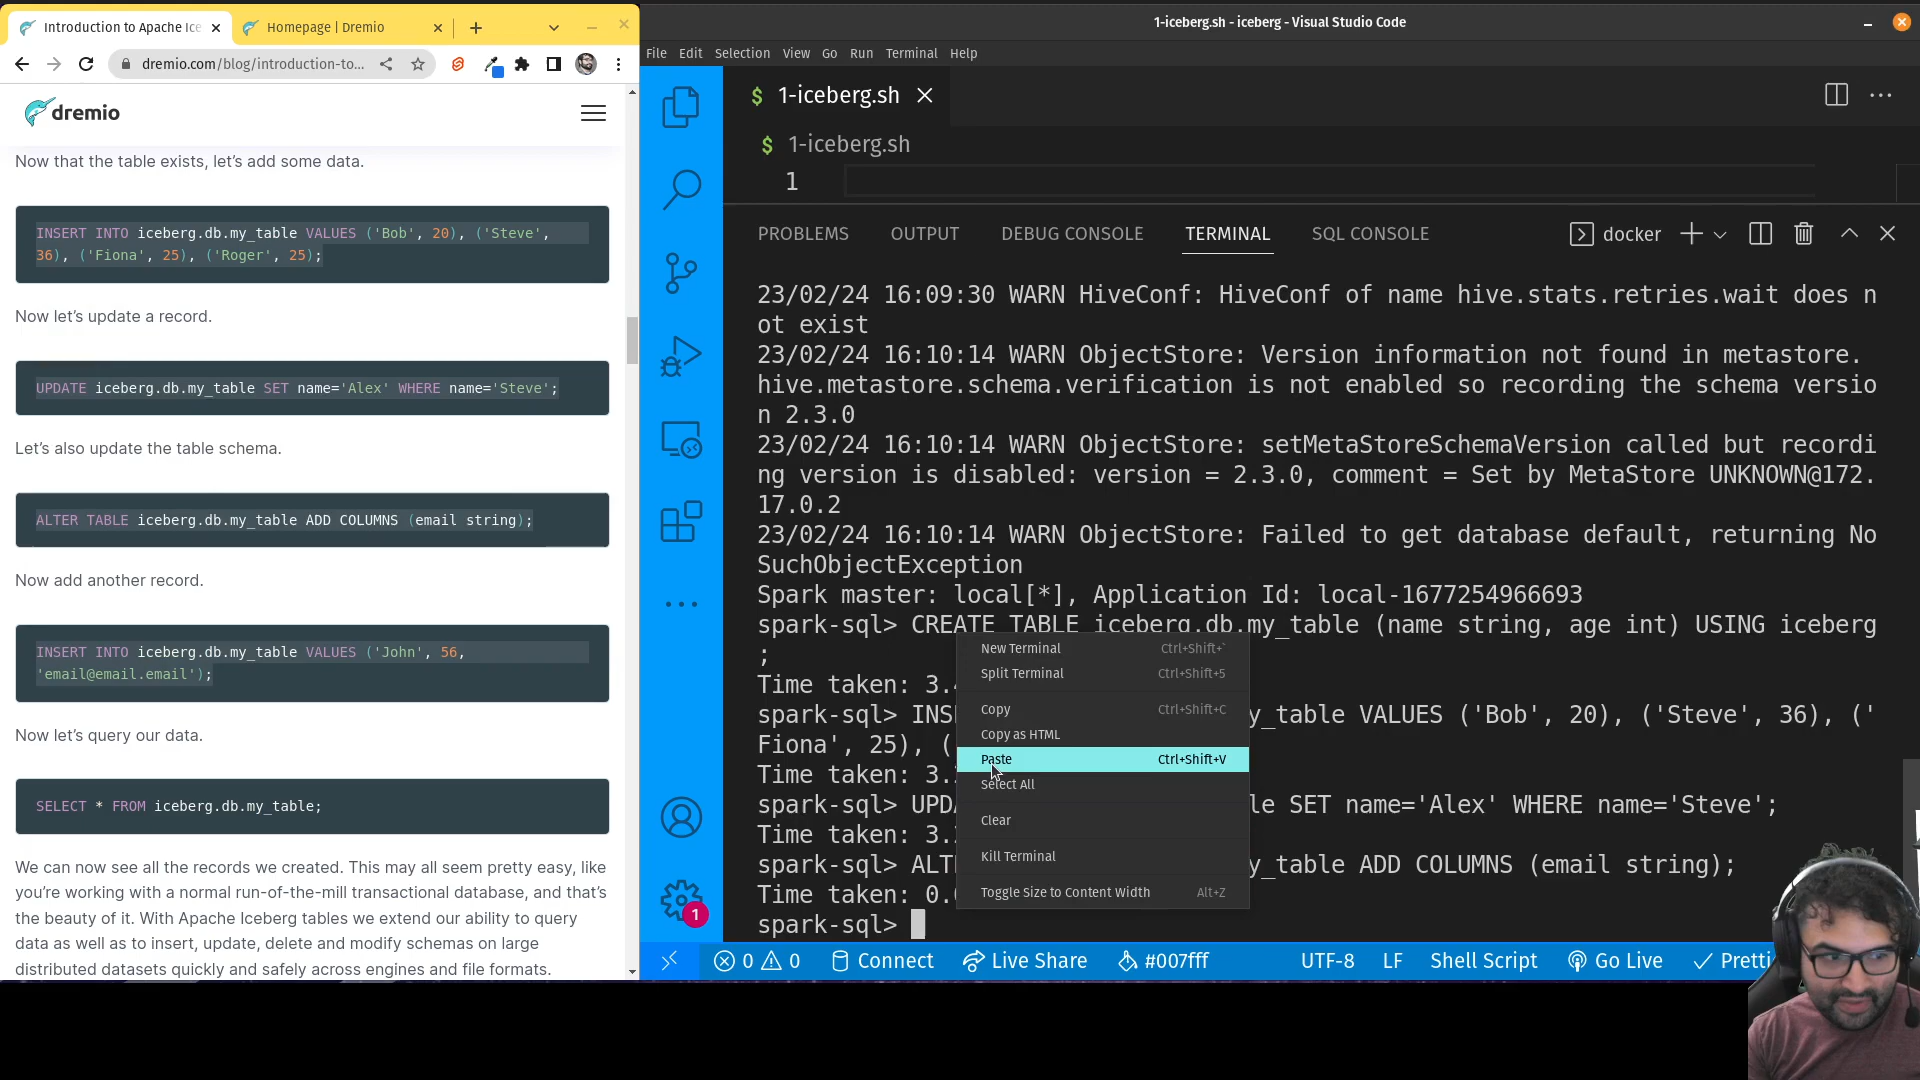 Introduction to Apache Ice
Homepage | Dremio
dremio.com/blog/introduction-to...
dremio
Now that the table exists, let's add some data.
INSERT INTO iceberg.db.my_table VALUES ('Bob', 20), ('Steve',
36), ('Fiona', 25), ('Roger', 25);
Now let's update a record.
UPDATE iceberg.db.my_table SET name='Alex' WHERE name='Steve';
Let's also update the table schema.
ALTER TABLE iceberg.db.my_table ADD COLUMNS (email string);
Now add another record.
INSERT INTO iceberg.db.my_table VALUES ('John', 56,
'email@email.email');
Now let's query our data.
SELECT * FROM iceberg.db.my_table;
We can now see all the records we created. This may all seem pretty easy, like
you're working with a normal run-of-the-mill transactional database, and that's
the beauty of it. With Apache Iceberg tables we extend our ability to query
data as well as to insert, update, delete and modify schemas on large
distributed datasets quickly and safely across engines and file formats.
1-iceberg.sh - iceberg - Visual Studio Code
File Edit Selection View Go Run Terminal Help
$ 1-iceberg.sh
$ 1-iceberg.sh
1
PROBLEMS OUTPUT DEBUG CONSOLE TERMINAL SQL CONSOLE docker
23/02/24 16:09:30 WARN HiveConf: HiveConf of name hive.stats.retries.wait does n
ot exist
23/02/24 16:10:14 WARN ObjectStore: Version information not found in metastore.
hive.metastore.schema.verification is not enabled so recording the schema versio
n 2.3.0
23/02/24 16:10:14 WARN ObjectStore: setMetaStoreSchemaVersion called but recordi
ng version is disabled: version = 2.3.0, comment = Set by MetaStore UNKNOWN@172.
17.0.2
23/02/24 16:10:14 WARN ObjectStore: Failed to get database default, returning No
SuchObjectException
Spark master: local[*], Application Id: local-1677254966693
spark-sql> CREATE TABLE iceberg.db.my_table (name string, age int) USING iceberg
;
Time taken: 3.
spark-sql> INS y_table VALUES ('Bob', 20), ('Steve', 36), ('
Fiona', 25), (
Time taken: 3.
spark-sql> UPD le SET name='Alex' WHERE name='Steve';
Time taken: 3.
spark-sql> ALT y_table ADD COLUMNS (email string);
Time taken: 0.
spark-sql>
New Terminal Ctrl+Shift+`
Split Terminal Ctrl+Shift+5
Copy Ctrl+Shift+C
Copy as HTML
Paste Ctrl+Shift+V
Select All
Clear
Kill Terminal
Toggle Size to Content Width Alt+Z
1
0 0 Connect Live Share #007fff UTF-8 LF Shell Script Go Live Pretti